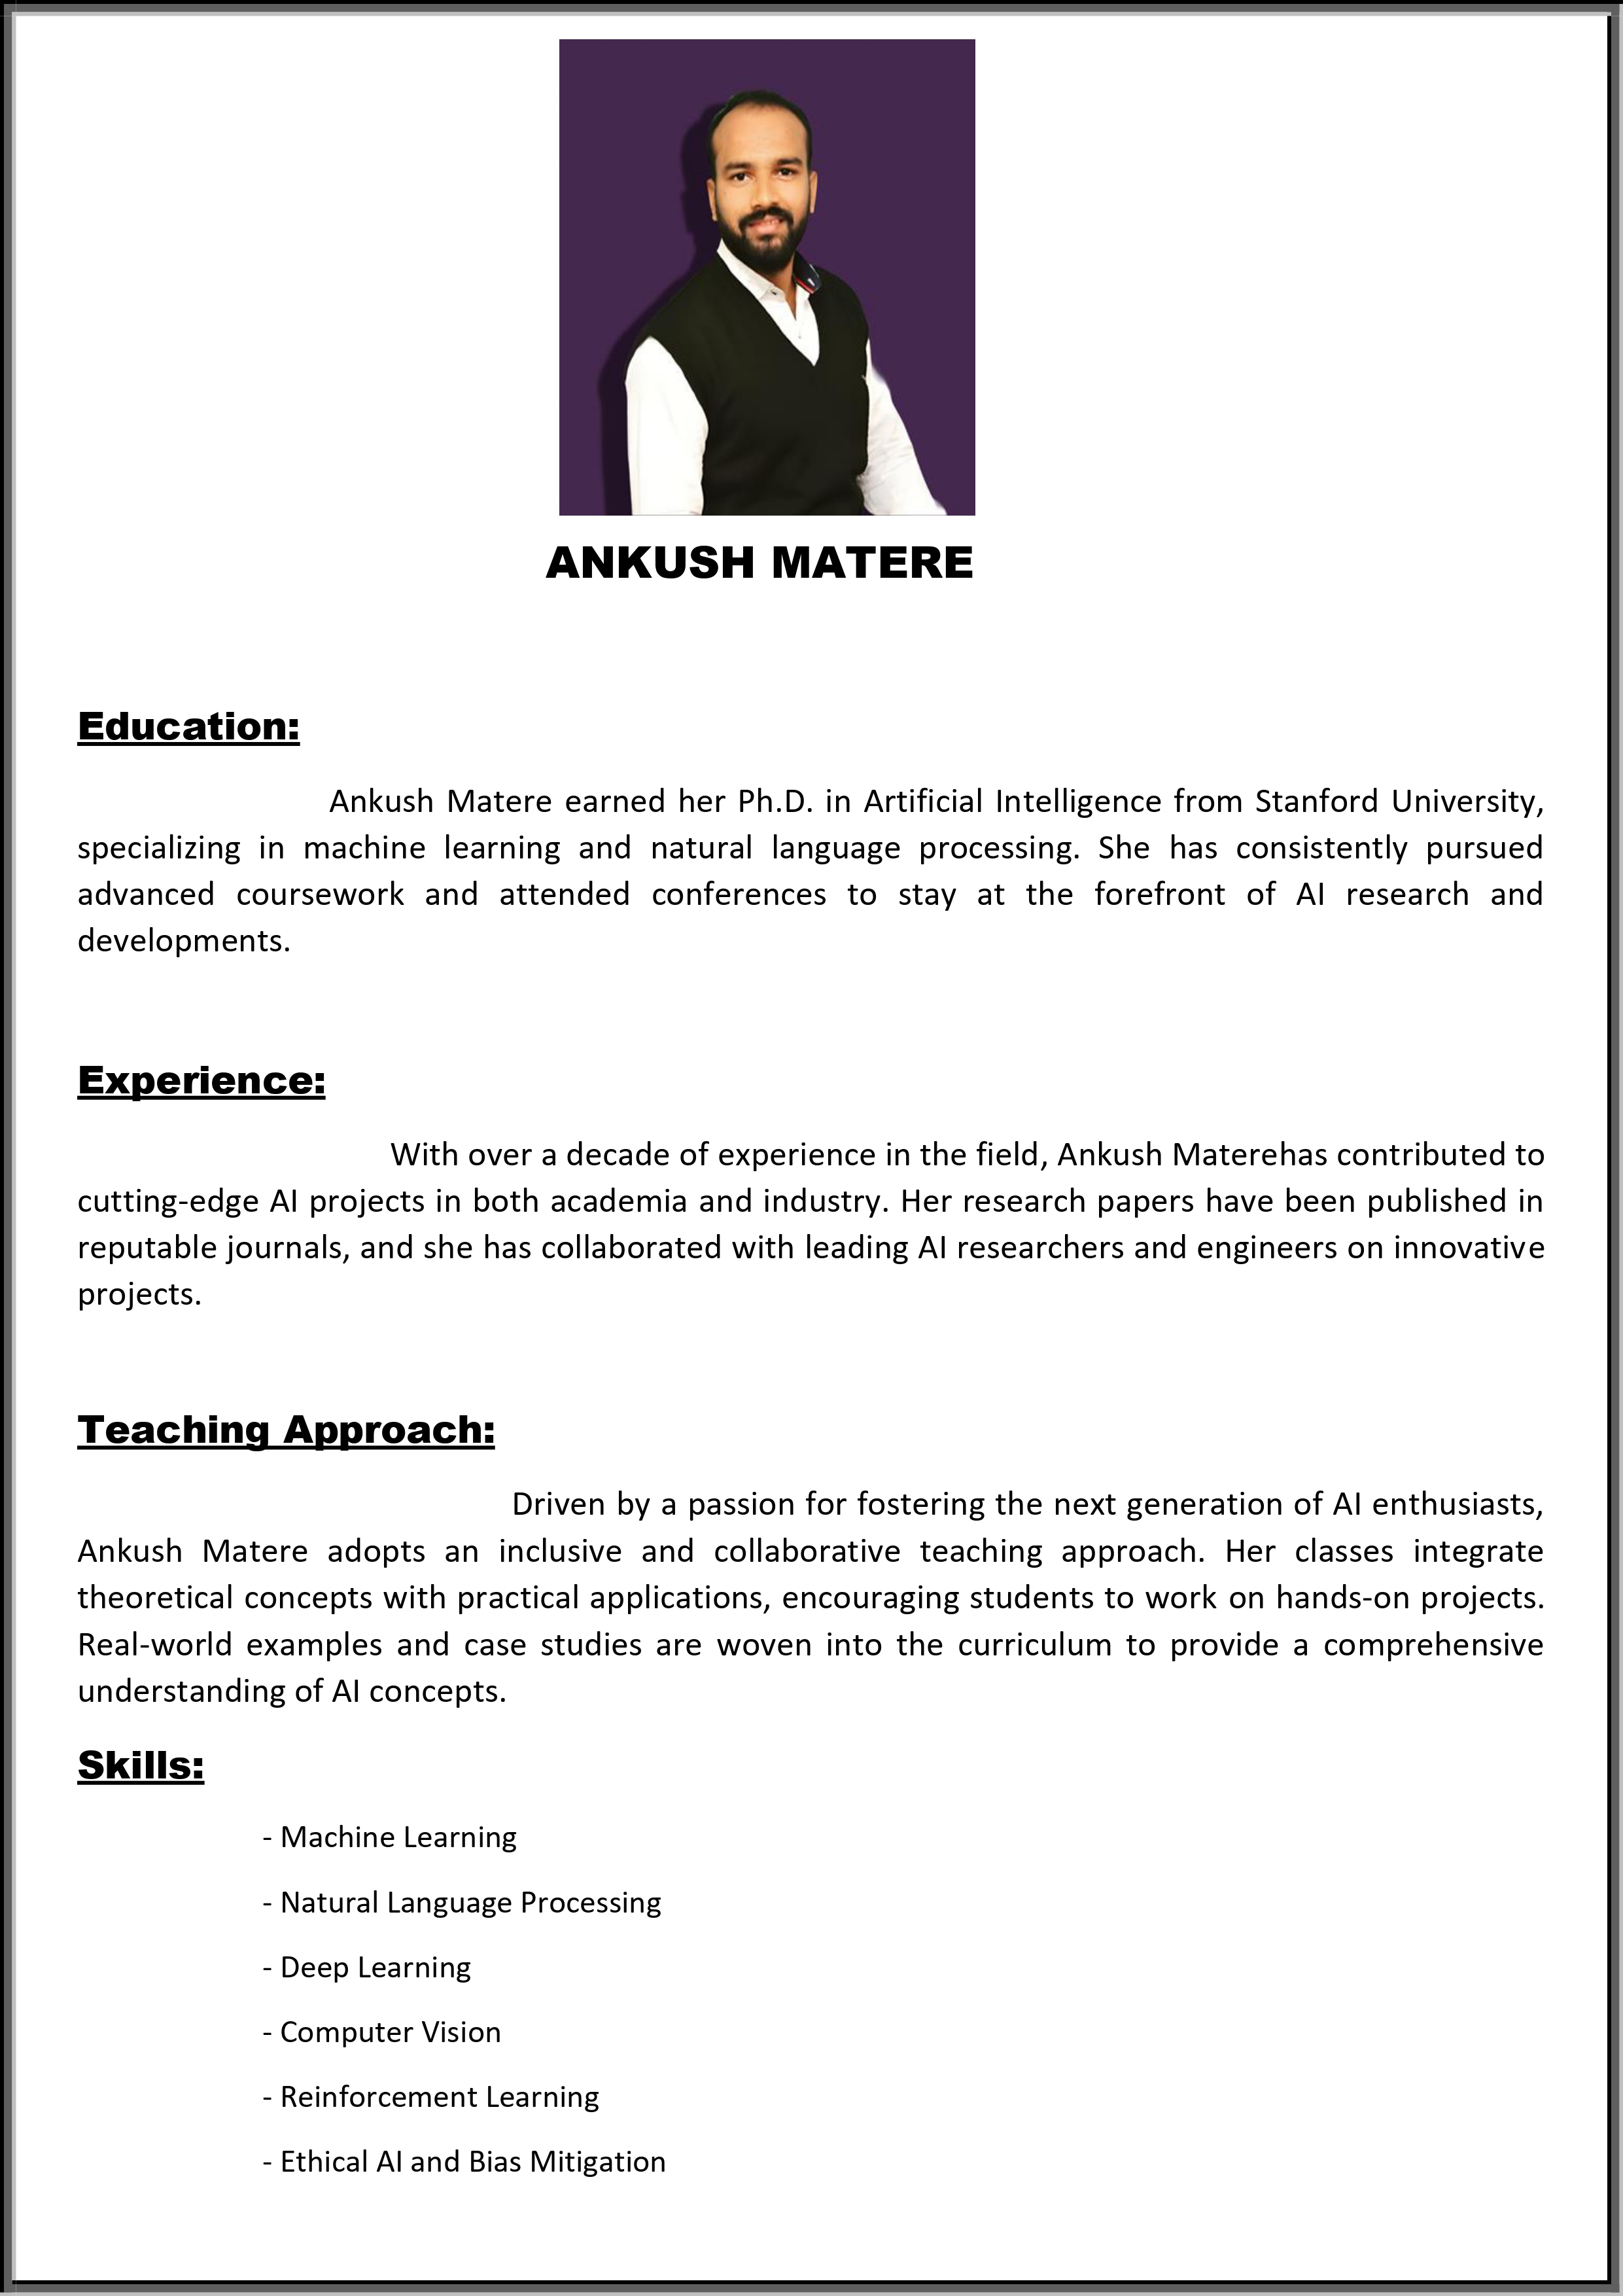 ANKUSH MATERE
Education:
Ankush Matere earned her Ph.D. in Artificial Intelligence from Stanford University,
specializing in machine learning and natural language processing. She has consistently pursued
advanced coursework and attended conferences to stay at the forefront of AI research and
developments.
Experience:
With over a decade of experience in the field, Ankush Materehas contributed to
cutting-edge AI projects in both academia and industry. Her research papers have been published in
reputable journals, and she has collaborated with leading AI researchers and engineers on innovative
projects.
Teaching Approach:
Driven by a passion for fostering the next generation of AI enthusiasts,
Ankush Matere adopts an inclusive and collaborative teaching approach. Her classes integrate
theoretical concepts with practical applications, encouraging students to work on hands-on projects.
Real-world examples and case studies are woven into the curriculum to provide a comprehensive
understanding of AI concepts.
Skills:
- Machine Learning
- Natural Language Processing
- Deep Learning
- Computer Vision
- Reinforcement Learning
- Ethical AI and Bias Mitigation